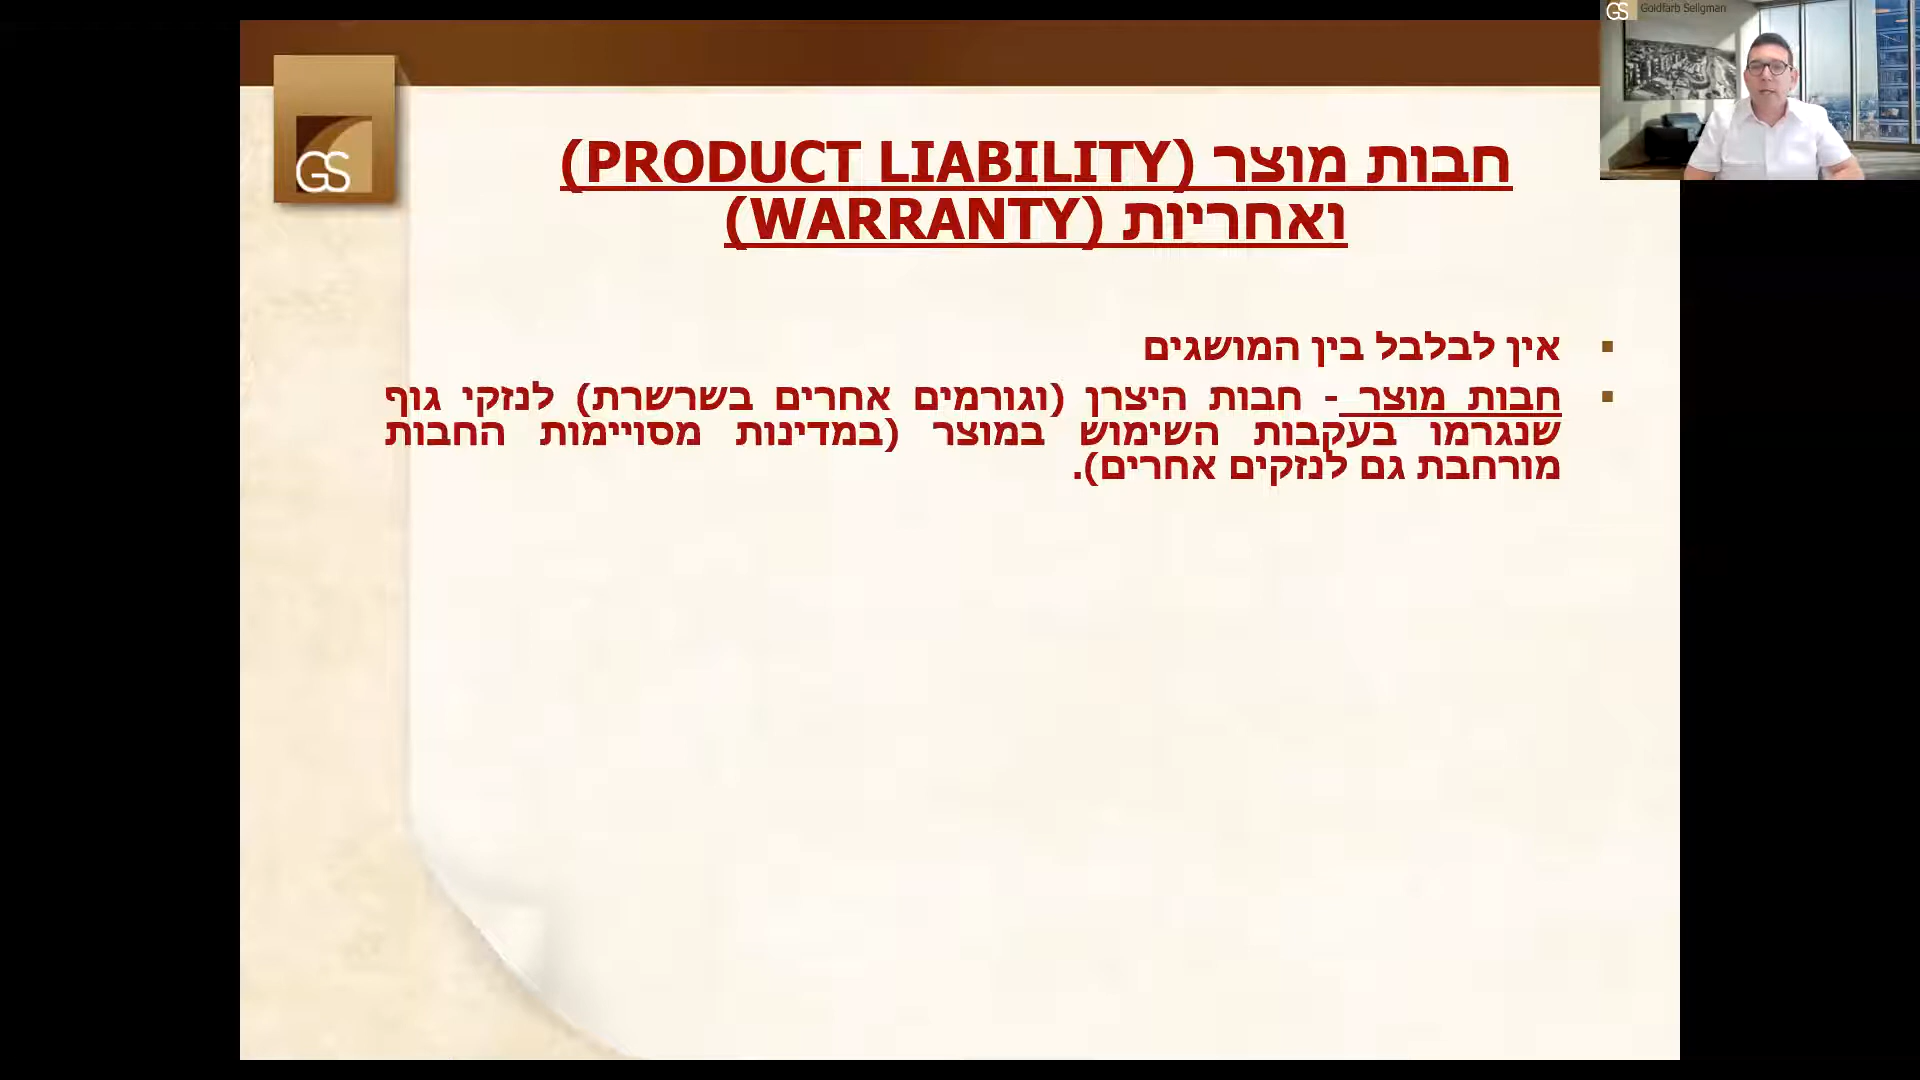 GS Goldfarb Seligman
GS
חבות מוצר (PRODUCT LIABILITY)
ואחריות (WARRANTY)
▪ אין לבלבל בין המושגים
▪ חבות מוצר - חבות היצרן (וגורמים אחרים בשרשרת) לנזקי גוף
שנגרמו בעקבות השימוש במוצר (במדינות מסויימות החבות
מורחבת גם לנזקים אחרים).